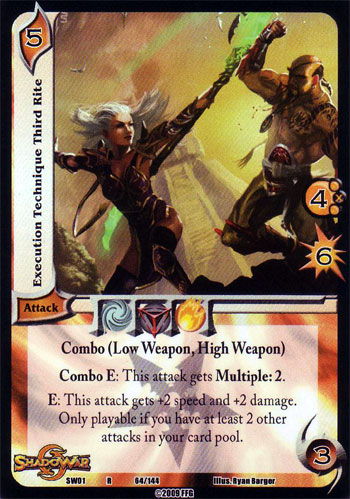 5
Execution Technique Third Rite
4
6
Attack
Combo (Low Weapon, High Weapon)
Combo E: This attack gets Multiple: 2.
E: This attack gets +2 speed and +2 damage.
Only playable if you have at least 2 other
attacks in your card pool.
SHADOWAR
3
SW01 R 64/144 Illus. Ryan Barger
©2009 FFG